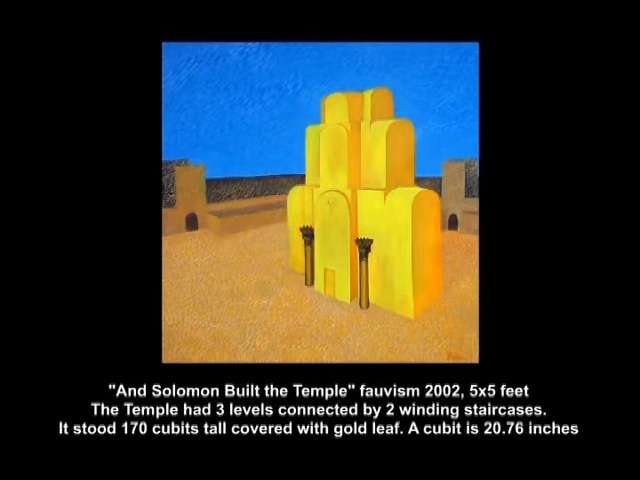 "And Solomon Built the Temple" fauvism 2002, 5x5 feet
The Temple had 3 levels connected by 2 winding staircases.
It stood 170 cubits tall covered with gold leaf. A cubit is 20.76 inches